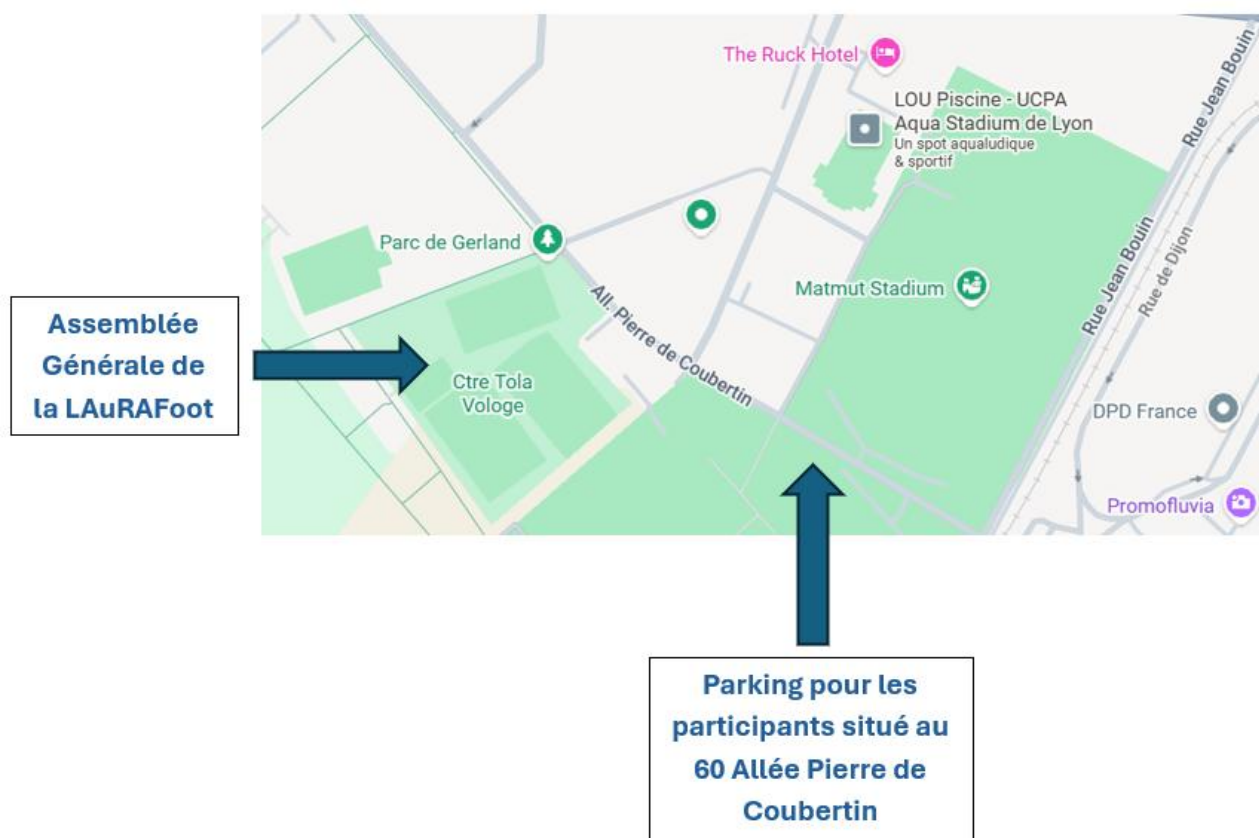 The Ruck Hotel
LOU Piscine - UCPA
Aqua Stadium de Lyon
Un spot aqualudique
& sportif
Rue Jean Bouin
Parc de Gerland
Matmut Stadium
Rue Jean Bouin
Rue de Dijon
All. Pierre de Coubertin
Assemblée
Générale de
la LAuRAFoot
Ctre Tola
Vologe
DPD France
Promofluvia
Parking pour les
participants situé au
60 Allée Pierre de
Coubertin